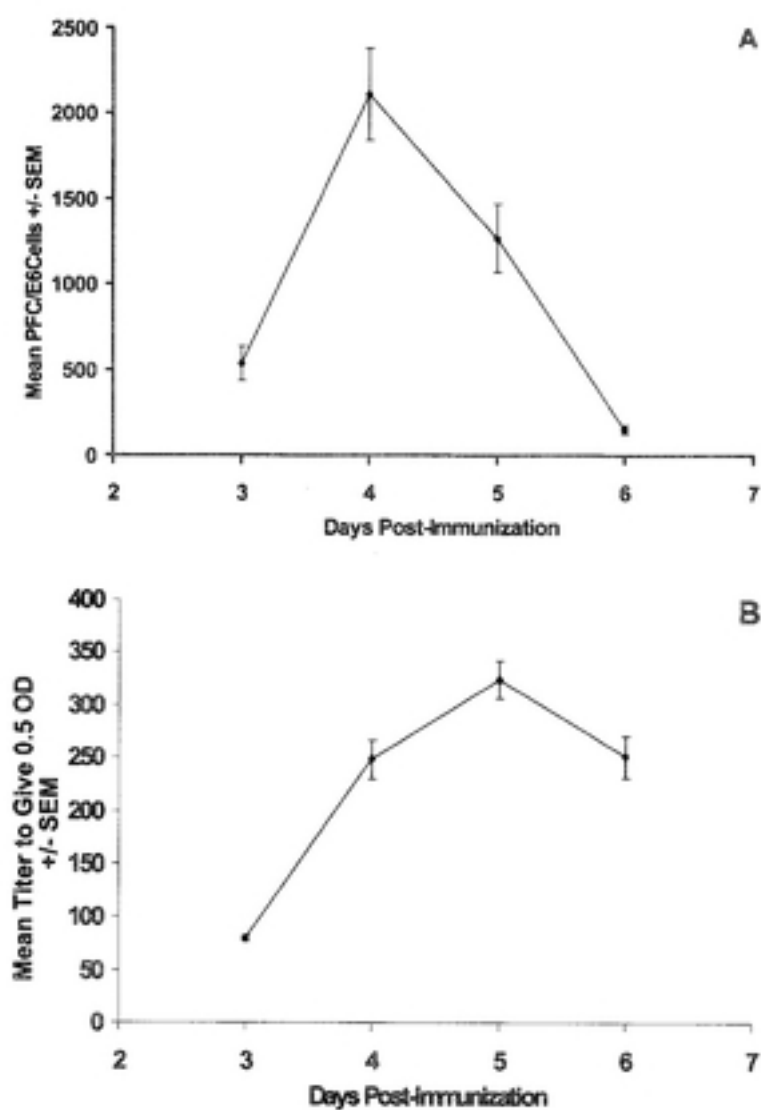 A
2500
2000
1500
1000
500
0
Mean PFC/E6Cells +/- SEM
2 3 4 5 6 7
Days Post-immunization
B
400
350
300
250
200
150
100
50
0
Mean Titer to Give 0.5 OD
+/- SEM
2 3 4 5 6 7
Days Post-immunization